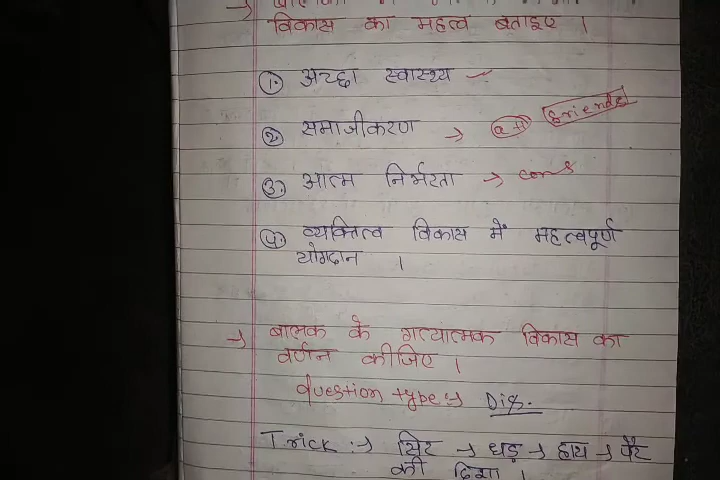 विकास का महत्व बताइए ।
① अच्छा स्वास्थ्य
② समाजीकरण → friends
③ आत्म निर्भरता →
④ व्यक्तित्व विकास में महत्वपूर्ण
योगदान ।
→ बालक के गत्यात्मक विकास का
वर्णन कीजिए ।
Question type :→
Trick :→ सिर → धड़ → हाथ → पैर
की दिशा ।